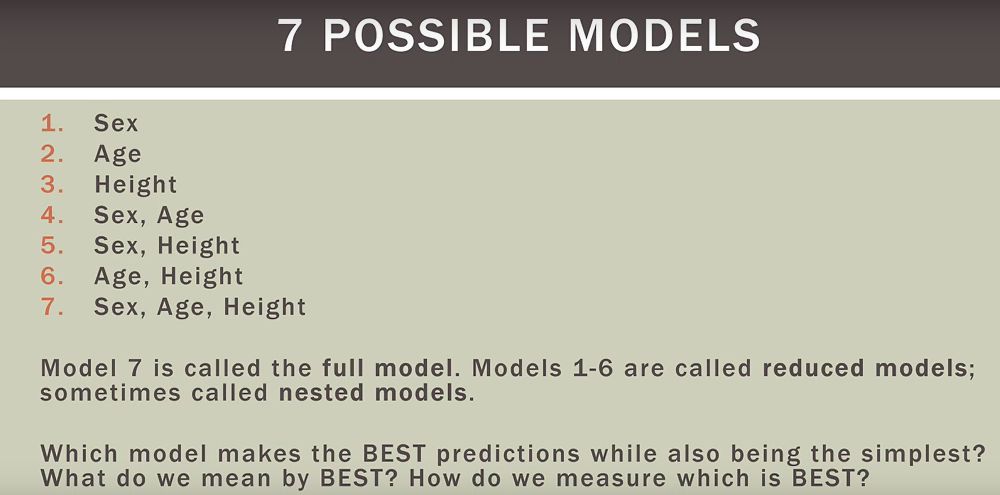 7 POSSIBLE MODELS
1. Sex
2. Age
3. Height
4. Sex, Age
5. Sex, Height
6. Age, Height
7. Sex, Age, Height
Model 7 is called the full model. Models 1-6 are called reduced models;
sometimes called nested models.
Which model makes the BEST predictions while also being the simplest?
What do we mean by BEST? How do we measure which is BEST?